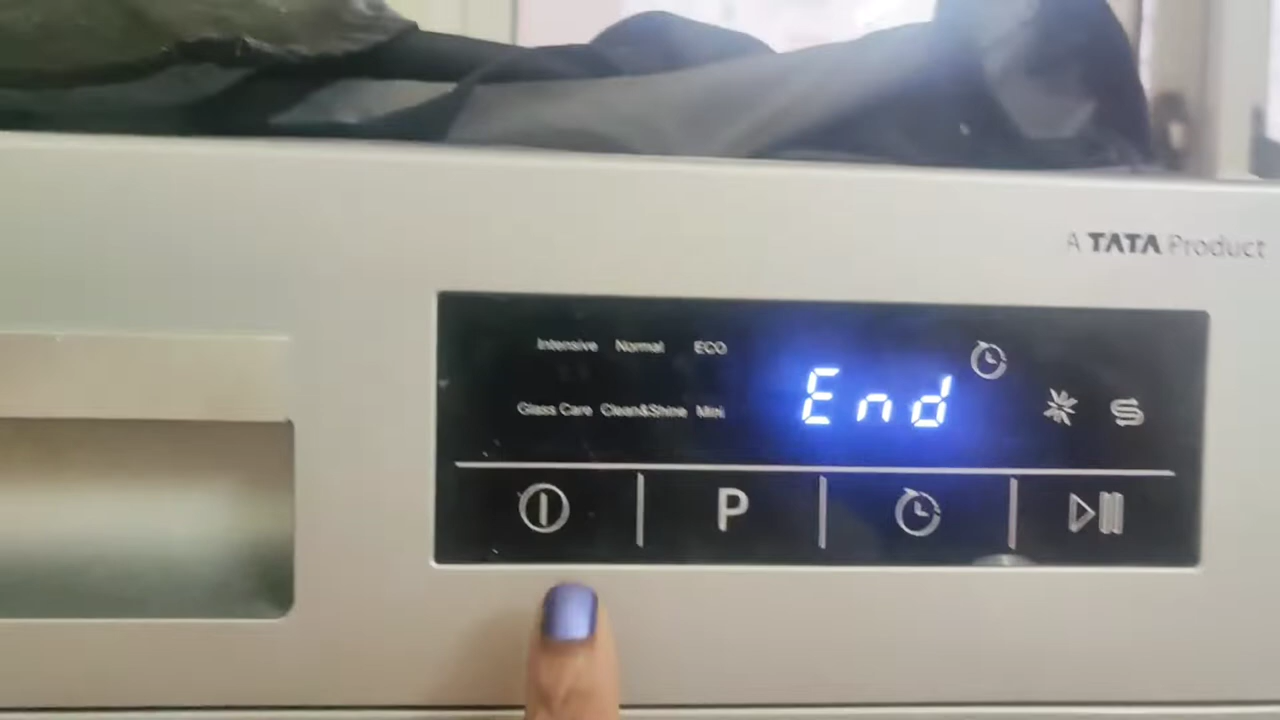 A TATA Product
Intensive Normal ECO
End
Glass Care Clean&Shine Mini
P